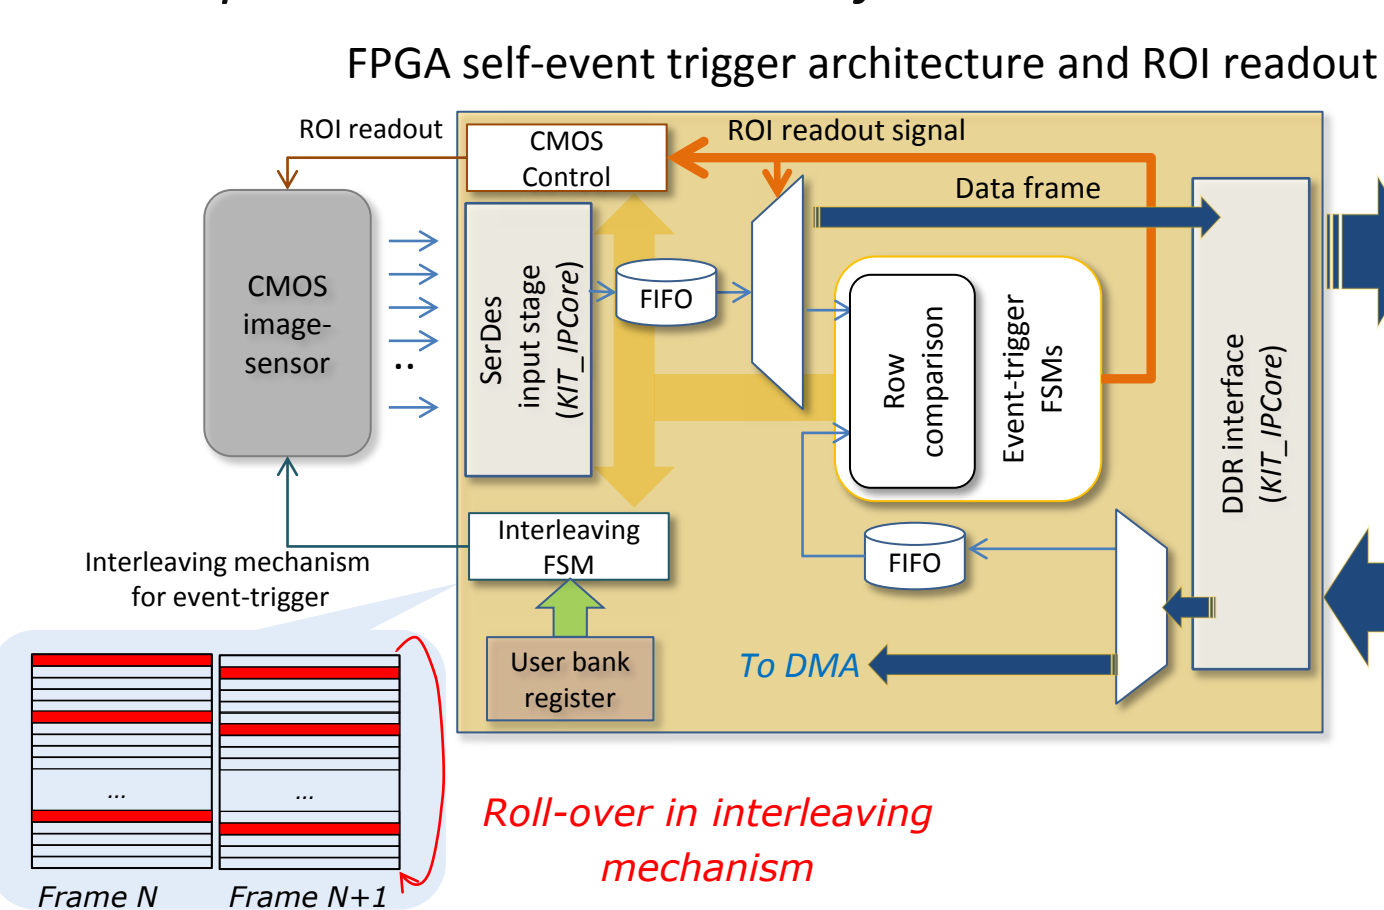 FPGA self-event trigger architecture and ROI readout
ROI readout
CMOS
Control
ROI readout signal
Data frame
CMOS
image-
sensor
..
SerDes
input stage
(KIT_IPCore)
FIFO
Row
comparison
Event-trigger
FSMs
DDR interface
(KIT_IPCore)
Interleaving
FSM
FIFO
Interleaving mechanism
for event-trigger
User bank
register
To DMA
...
...
Frame N
Frame N+1
Roll-over in interleaving
mechanism